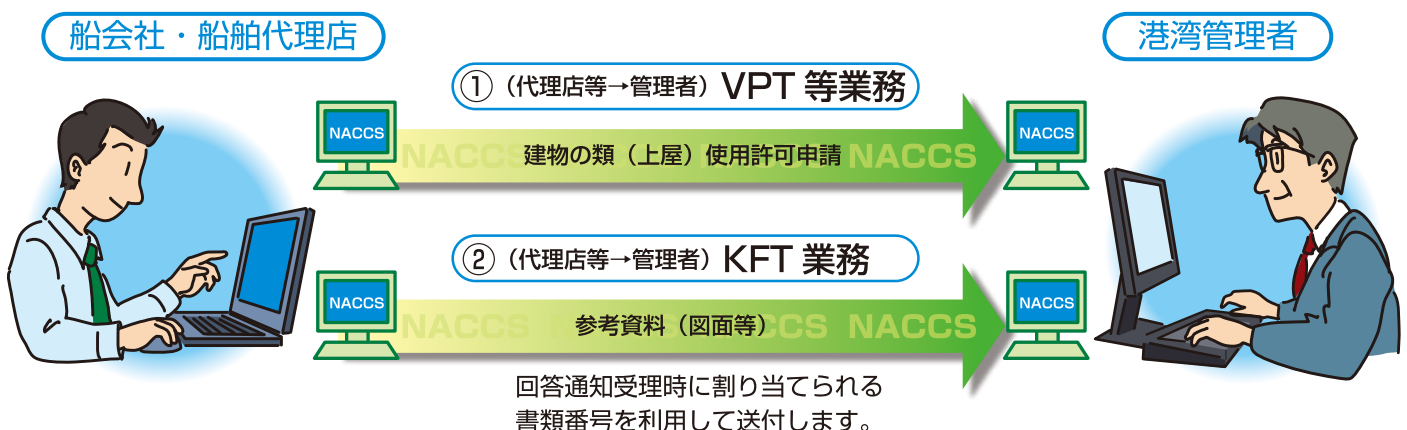 船会社・船舶代理店
港湾管理者
①（代理店等→管理者）VPT 等業務
NACCS
NACCS 建物の類（上屋）使用許可申請 NACCS
NACCS
②（代理店等→管理者）KFT 業務
NACCS
NACCS 参考資料（図面等） NACCS NACCS
NACCS
回答通知受理時に割り当てられる
書類番号を利用して送付します。